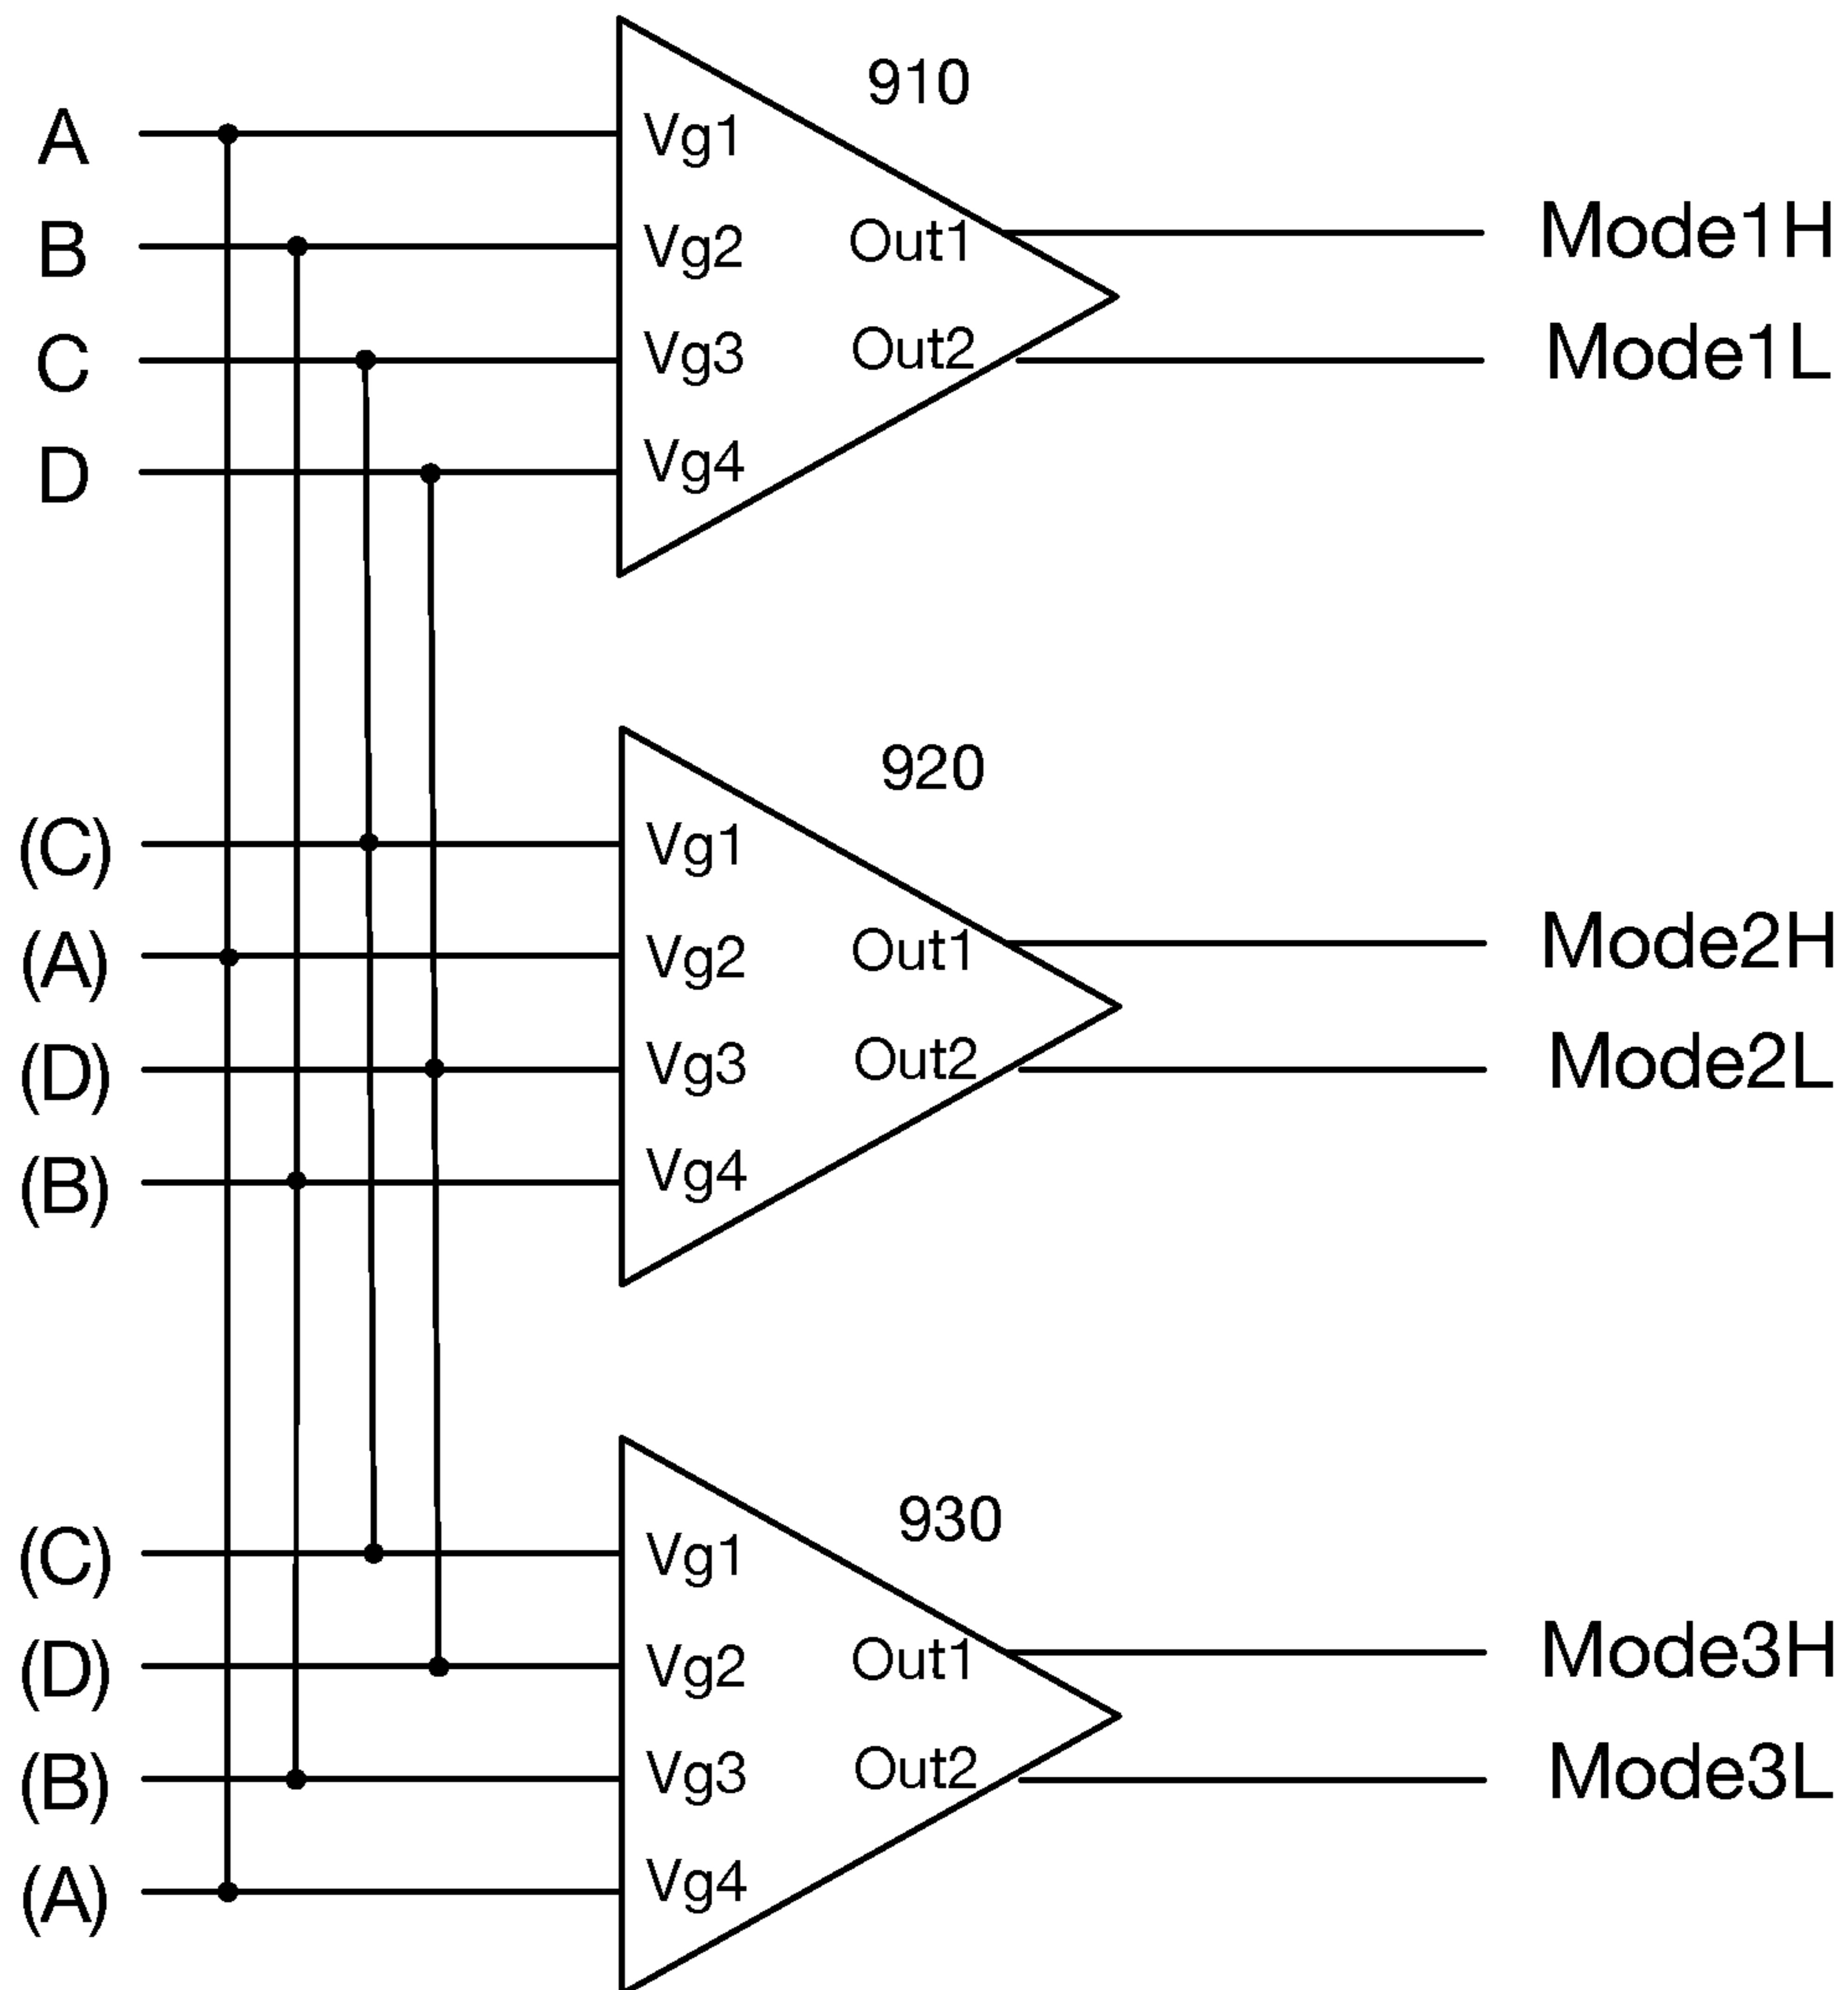 910
A
Vg1
B
Vg2
Out1
Mode1H
C
Vg3
Out2
Mode1L
D
Vg4
920
(C)
Vg1
(A)
Vg2
Out1
Mode2H
(D)
Vg3
Out2
Mode2L
(B)
Vg4
930
(C)
Vg1
(D)
Vg2
Out1
Mode3H
(B)
Vg3
Out2
Mode3L
(A)
Vg4